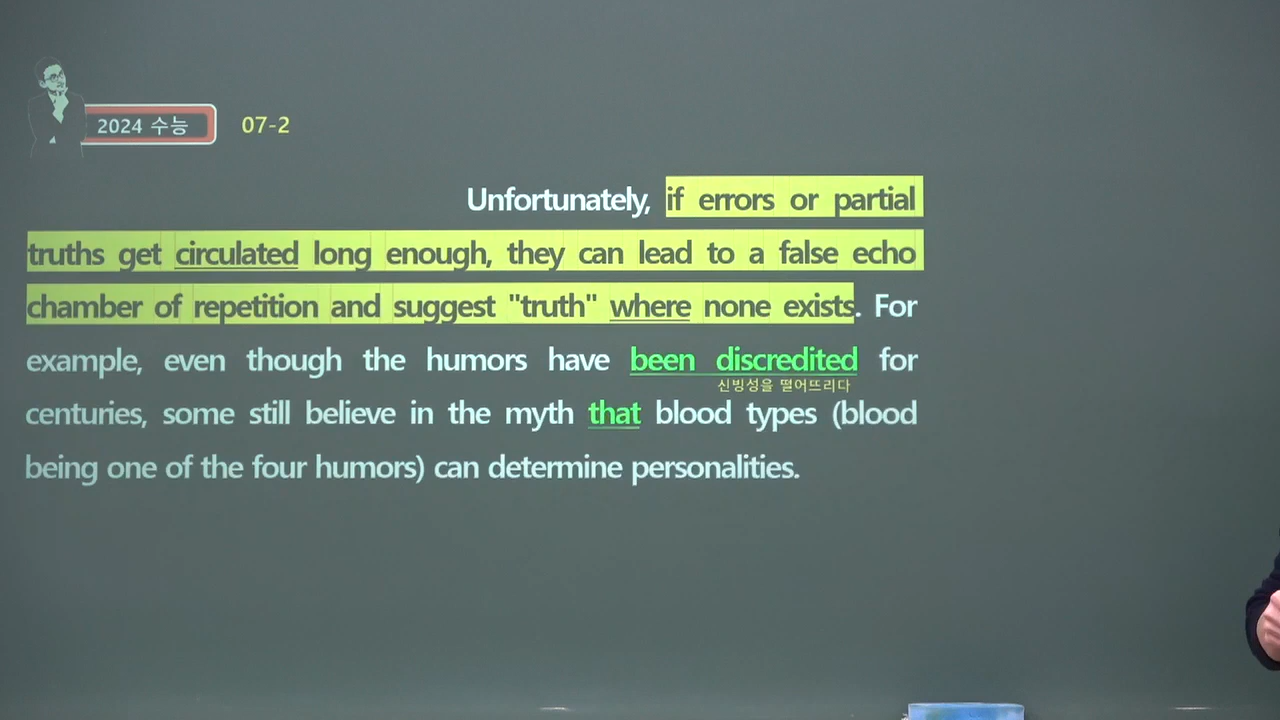 2024 수능 07-2
Unfortunately, if errors or partial
truths get circulated long enough, they can lead to a false echo
chamber of repetition and suggest "truth" where none exists. For
example, even though the humors have been discredited for
신빙성을 떨어뜨리다
centuries, some still believe in the myth that blood types (blood
being one of the four humors) can determine personalities.